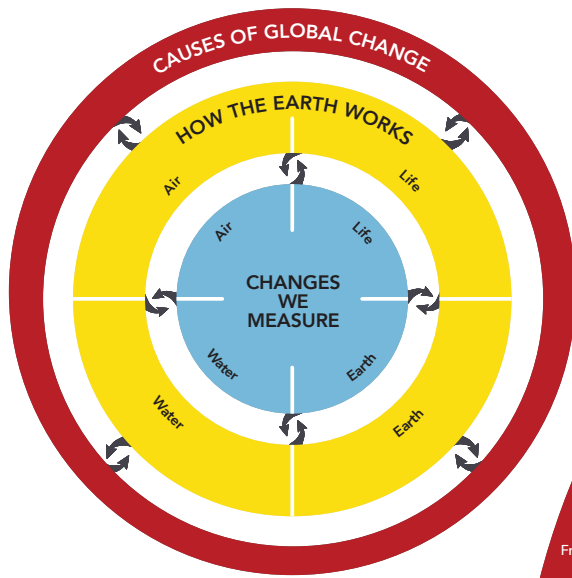 CAUSES OF GLOBAL CHANGE
HOW THE EARTH WORKS
Air
Life
Air
Life
CHANGES
WE
MEASURE
Water
Earth
Water
Earth